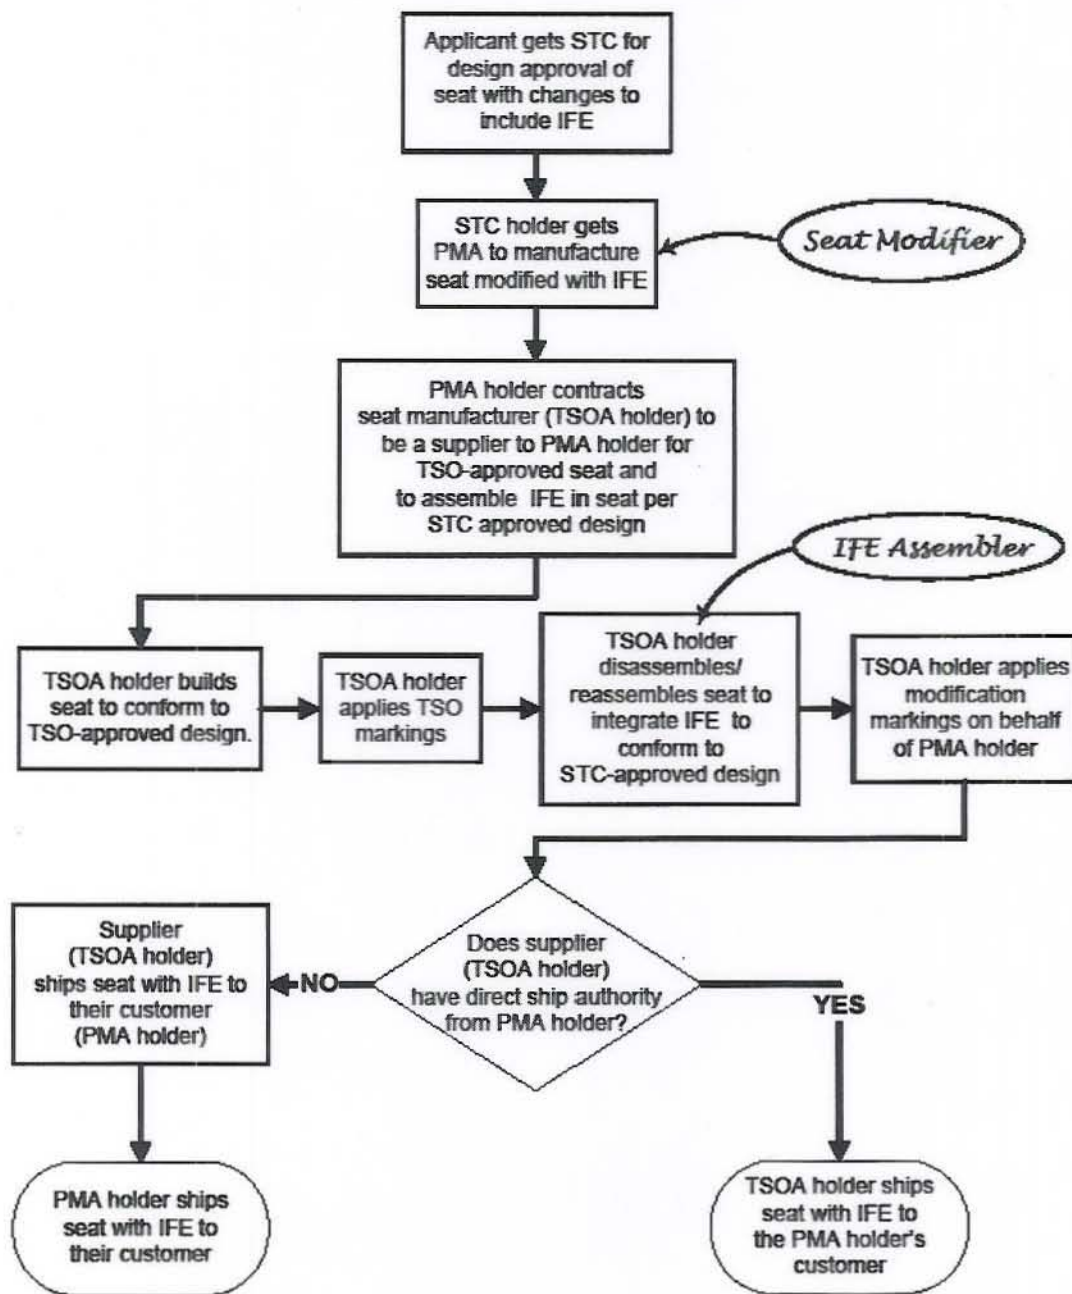 Applicant gets STC for
design approval of
seat with changes to
include IFE
STC holder gets
PMA to manufacture
seat modified with IFE
Seat Modifier
PMA holder contracts
seat manufacturer (TSOA holder) to
be a supplier to PMA holder for
TSO-approved seat and
to assemble IFE in seat per
STC approved design
IFE Assembler
TSOA holder builds
seat to conform to
TSO-approved design.
TSOA holder
applies TSO
markings
TSOA holder
disassembles/
reassembles seat to
integrate IFE to
conform to
STC-approved design
TSOA holder applies
modification
markings on behalf
of PMA holder
Does supplier
(TSOA holder)
have direct ship authority
from PMA holder?
NO
YES
Supplier
(TSOA holder)
ships seat with IFE to
their customer
(PMA holder)
PMA holder ships
seat with IFE to
their customer
TSOA holder ships
seat with IFE to
the PMA holder's
customer